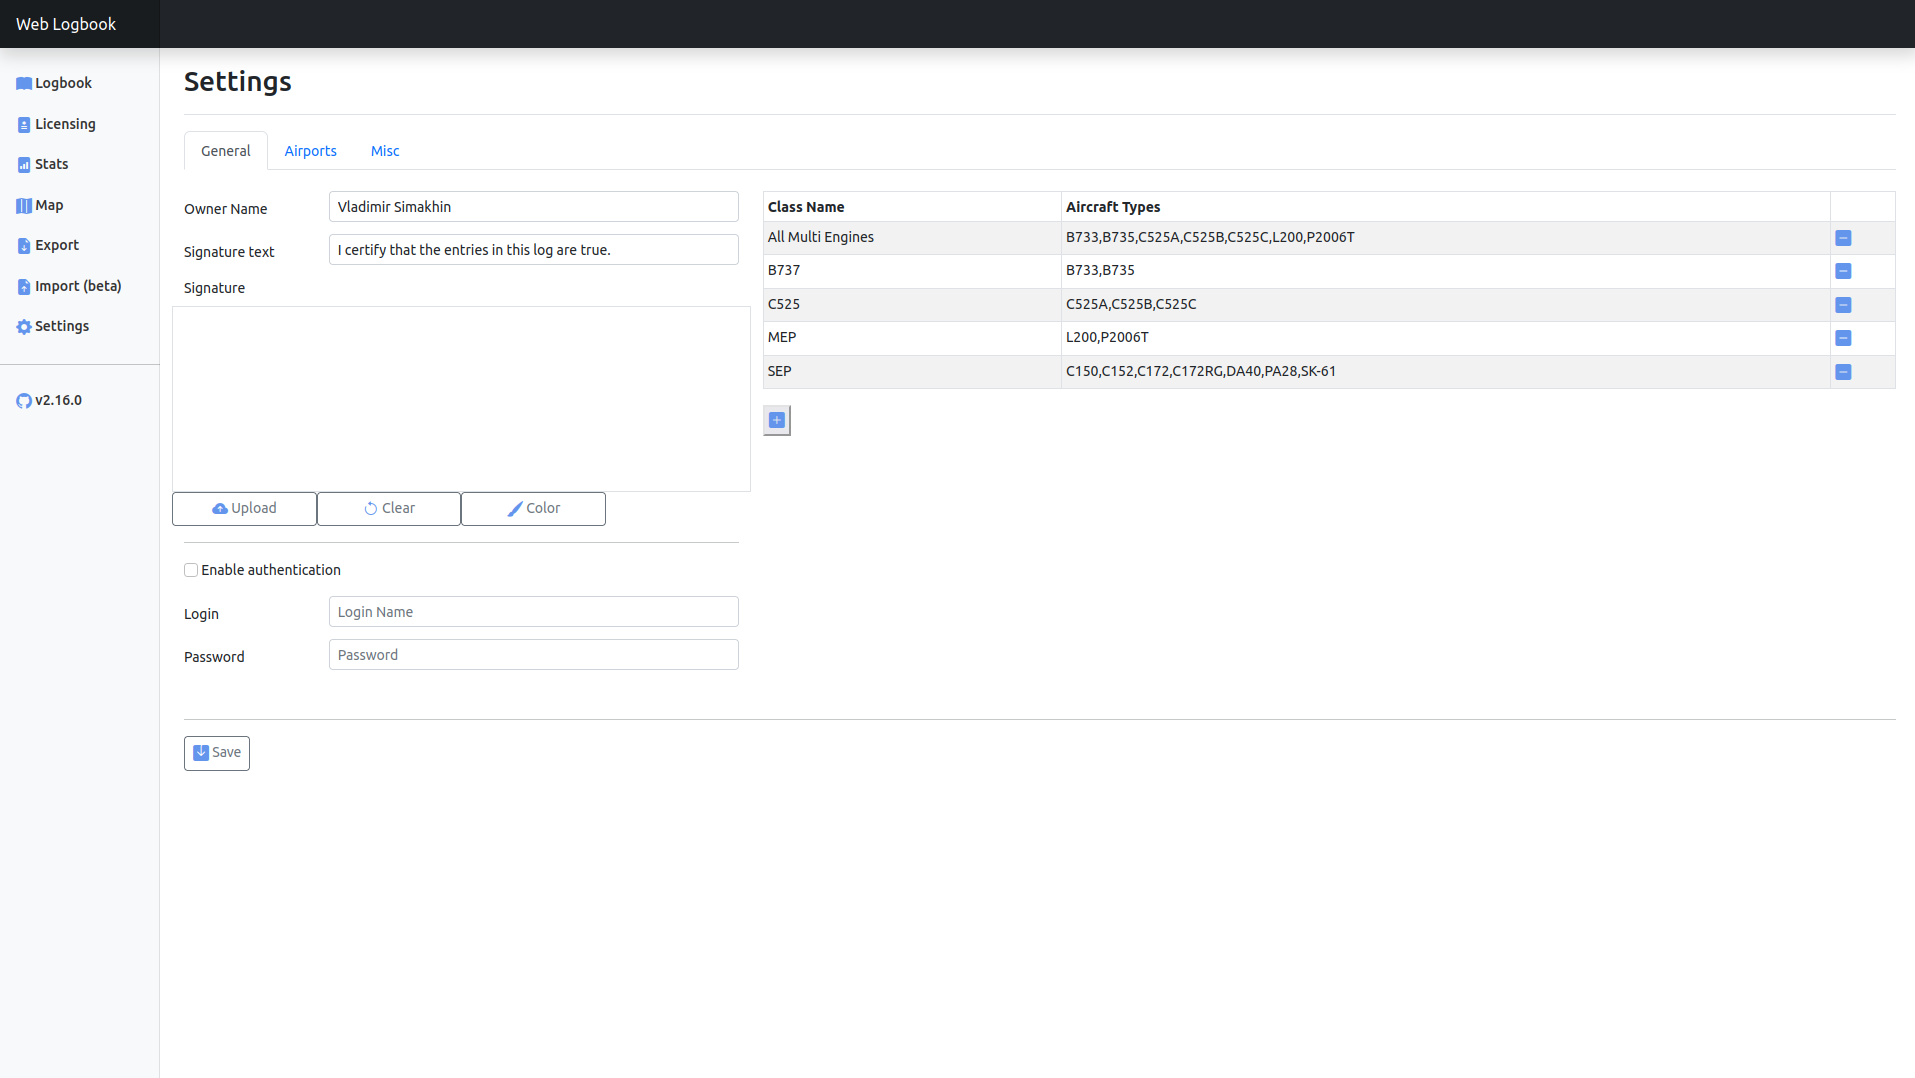 Web Logbook
Logbook
Licensing
Stats
Map
Export
Import (beta)
Settings
v2.16.0
Settings
General Airports Misc
Owner Name Vladimir Simakhin
Signature text I certify that the entries in this log are true.
Signature
Upload Clear Color
Enable authentication
Login Login Name
Password Password
Class Name Aircraft Types
All Multi Engines B733,B735,C525A,C525B,C525C,L200,P2006T
B737 B733,B735
C525 C525A,C525B,C525C
MEP L200,P2006T
SEP C150,C152,C172,C172RG,DA40,PA28,SK-61
Save